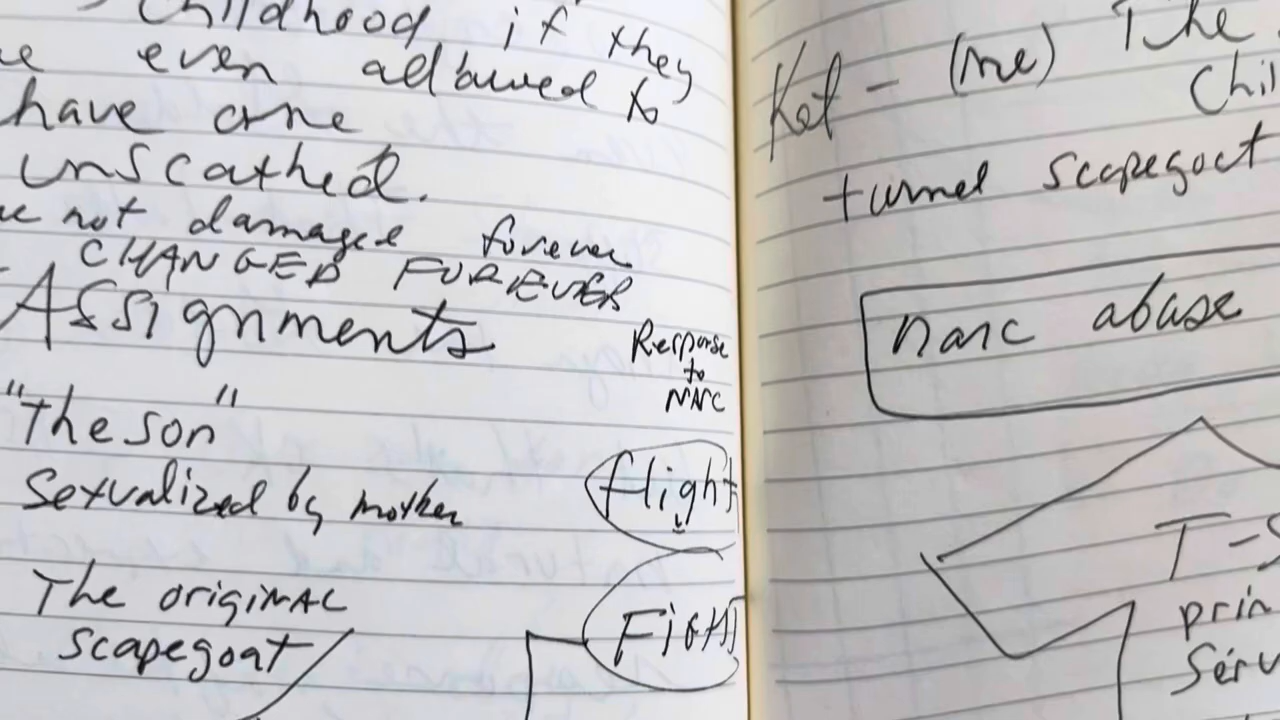 Childhood if they
even allowed to
have one
unscathed.
not damaged forever
CHANGED FOREVER
Assignments
Response
to
NARC
"The son"
Sexualized by mother
flight
The original
scapegoat
Fight
(me) The
Chil
turned scapegoat
narc abuse
T-S
prin
Serv